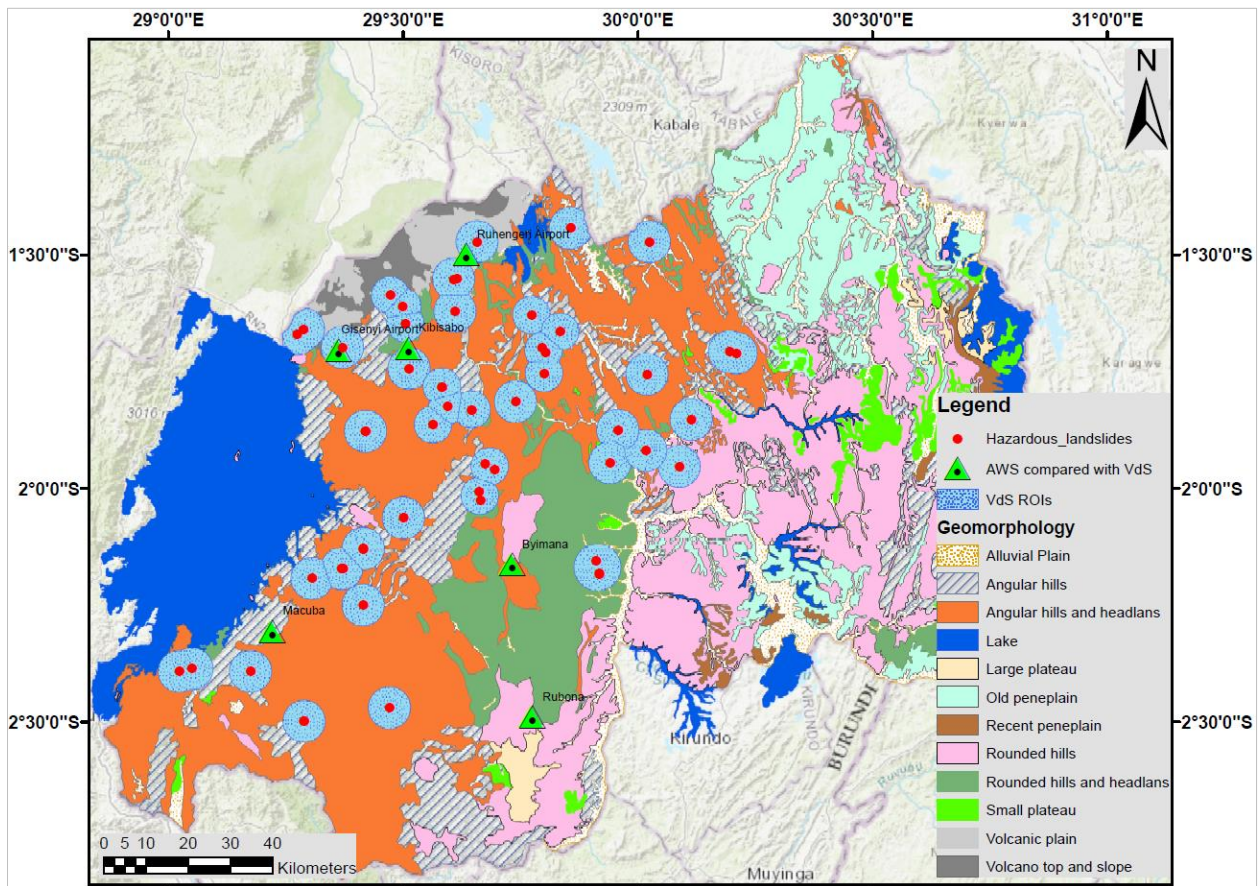 29°0'0"E 29°30'0"E 30°0'0"E 30°30'0"E 31°0'0"E
N
KISORO
2309 m
KABALE
Kabale
Kyerwa
1°30'0"S 1°30'0"S
Ruhengeri Airport
RN2
Gisenyi Airport
Kibisabo
Karagwe
3016 m
2°0'0"S 2°0'0"S
Byimana
Macuba
Rubona
2°30'0"S 2°30'0"S
Kirundo
KIRUNDO
BURUNDI
Ruvubu
Muyinga
0 5 10 20 30 40
Kilometers
Legend
Hazardous_landslides
AWS compared with VdS
VdS ROIs
Geomorphology
Alluvial Plain
Angular hills
Angular hills and headlans
Lake
Large plateau
Old peneplain
Recent peneplain
Rounded hills
Rounded hills and headlans
Small plateau
Volcanic plain
Volcano top and slope